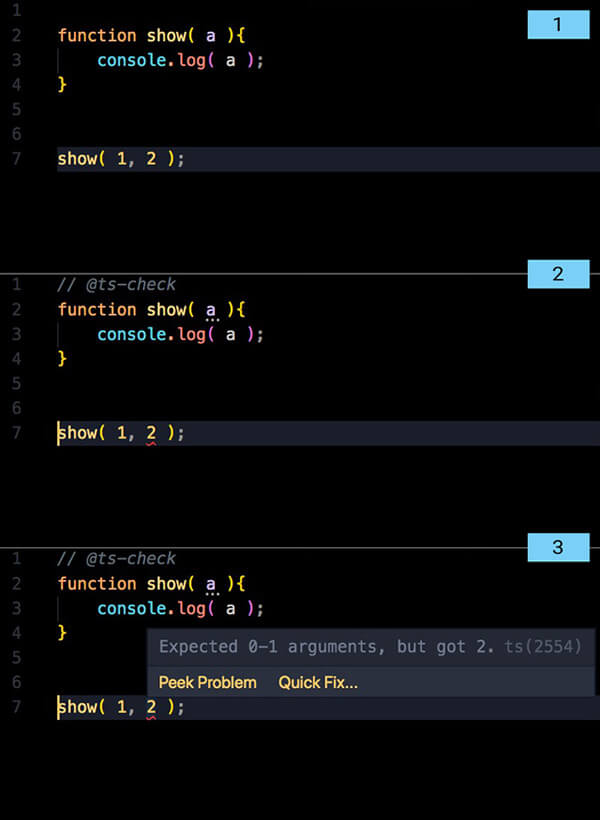 1
1
2 function show( a ){
3 console.log( a );
4 }
5
6
7 show( 1, 2 );
2
1 // @ts-check
2 function show( a ){
3 console.log( a );
4 }
5
6
7 show( 1, 2 );
3
1 // @ts-check
2 function show( a ){
3 console.log( a );
4 }
Expected 0-1 arguments, but got 2. ts(2554)
5
6 Peek Problem Quick Fix...
7 show( 1, 2 );